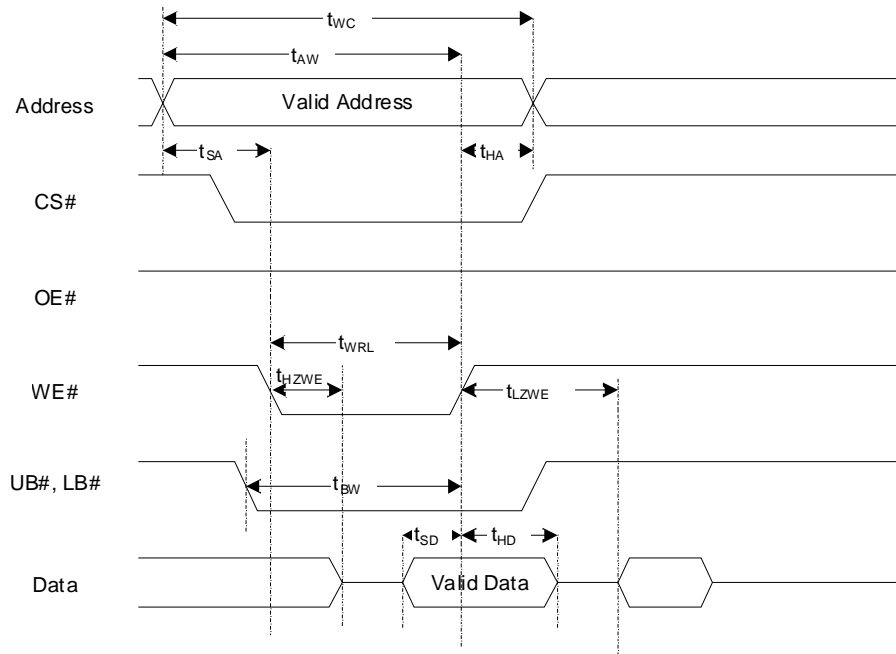 tWC
tAW
Address
Valid Address
tSA
tHA
CS#
OE#
tWRL
WE#
tHZWE
tLZWE
UB#, LB#
tBW
tSD
tHD
Data
Valid Data